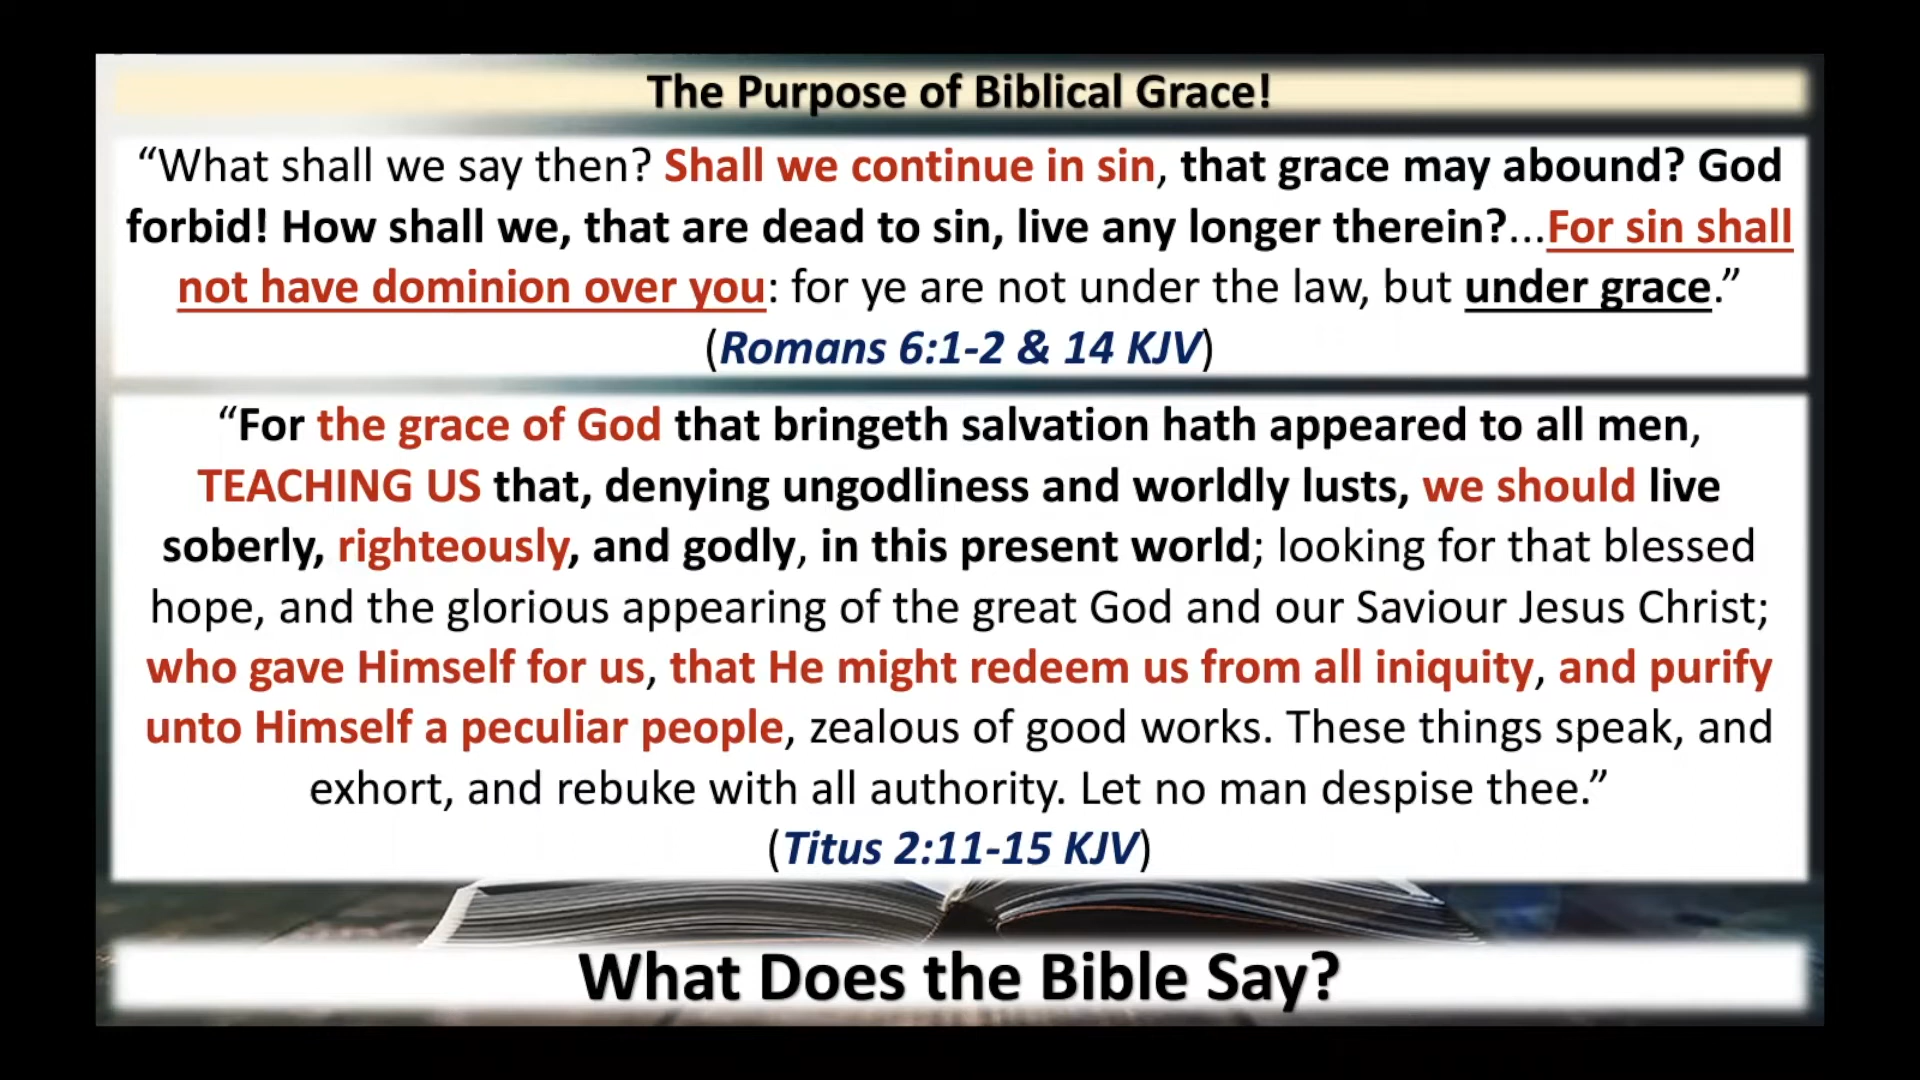 The Purpose of Biblical Grace!
“What shall we say then? Shall we continue in sin, that grace may abound? God
forbid! How shall we, that are dead to sin, live any longer therein?...For sin shall
not have dominion over you: for ye are not under the law, but under grace.”
(Romans 6:1-2 & 14 KJV)
“For the grace of God that bringeth salvation hath appeared to all men,
TEACHING US that, denying ungodliness and worldly lusts, we should live
soberly, righteously, and godly, in this present world; looking for that blessed
hope, and the glorious appearing of the great God and our Saviour Jesus Christ;
who gave Himself for us, that He might redeem us from all iniquity, and purify
unto Himself a peculiar people, zealous of good works. These things speak, and
exhort, and rebuke with all authority. Let no man despise thee.”
(Titus 2:11-15 KJV)
What Does the Bible Say?